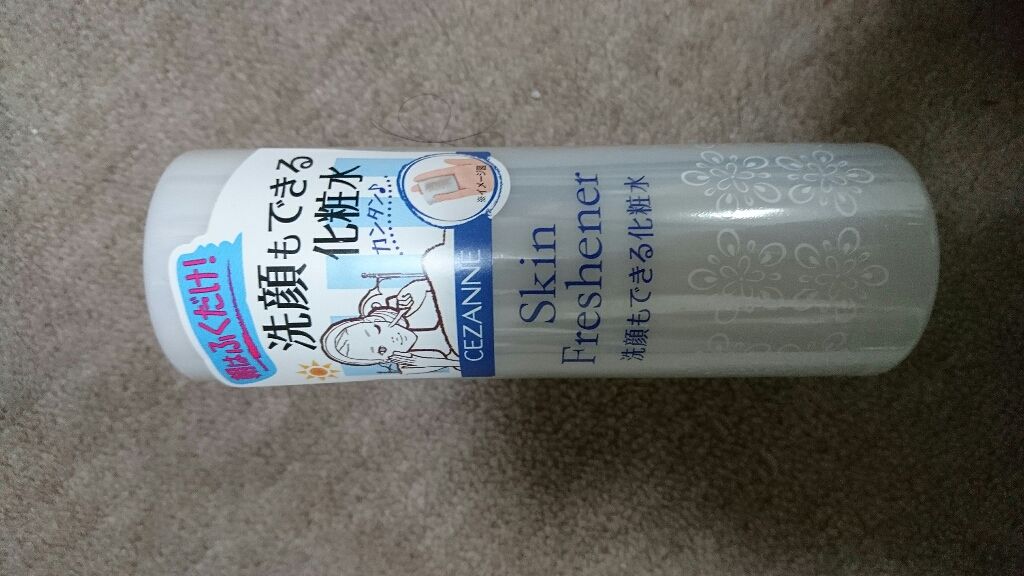 朝はふくだけ!
洗顔もできる
化粧水
カンタン♪
※イメージ図
CEZANNE
Skin
Freshener
洗顔もできる化粧水